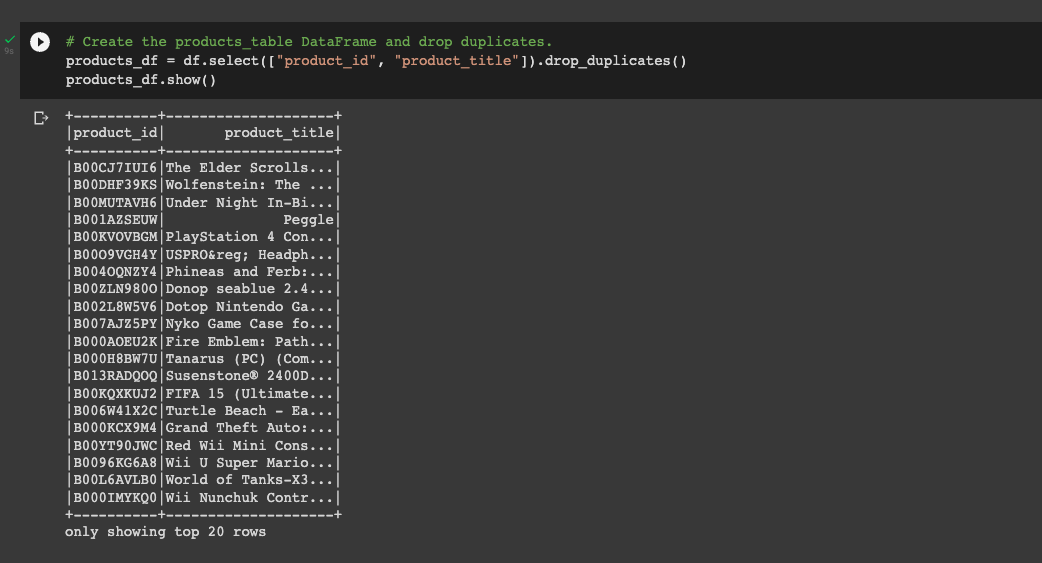 # Create the products_table DataFrame and drop duplicates.
products_df = df.select(["product_id", "product_title"]).drop_duplicates()
products_df.show()
9s
+----------+--------------------+
|product_id|       product_title|
+----------+--------------------+
|B00CJ7IUI6|The Elder Scrolls...|
|B00DHF39KS|Wolfenstein: The ...|
|B00MUTAVH6|Under Night In-Bi...|
|B001AZSEUW|              Peggle|
|B00KVOVBGM|PlayStation 4 Con...|
|B00O9VGH4Y|USPRO&reg; Headph...|
|B004OQNZY4|Phineas and Ferb:...|
|B00ZLN980O|Donop seablue 2.4...|
|B002L8W5V6|Dotop Nintendo Ga...|
|B007AJZ5PY|Nyko Game Case fo...|
|B000AOEU2K|Fire Emblem: Path...|
|B000H8BW7U|Tanarus (PC) (Com...|
|B013RADQOQ|Susenstone® 2400D...|
|B00KQXKUJ2|FIFA 15 (Ultimate...|
|B006W41X2C|Turtle Beach - Ea...|
|B000KCX9M4|Grand Theft Auto:...|
|B00YT90JWC|Red Wii Mini Cons...|
|B0096KG6A8|Wii U Super Mario...|
|B00L6AVLB0|World of Tanks-X3...|
|B000IMYKQ0|Wii Nunchuk Contr...|
+----------+--------------------+
only showing top 20 rows